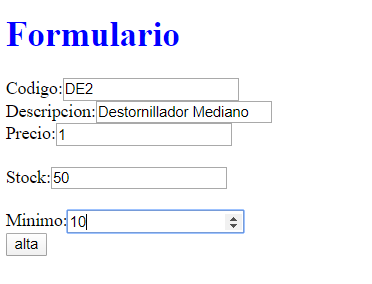 Formulario
Codigo:DE2
Descripcion:Destornillador Mediano
Precio:1
Stock:50
Minimo:10
alta